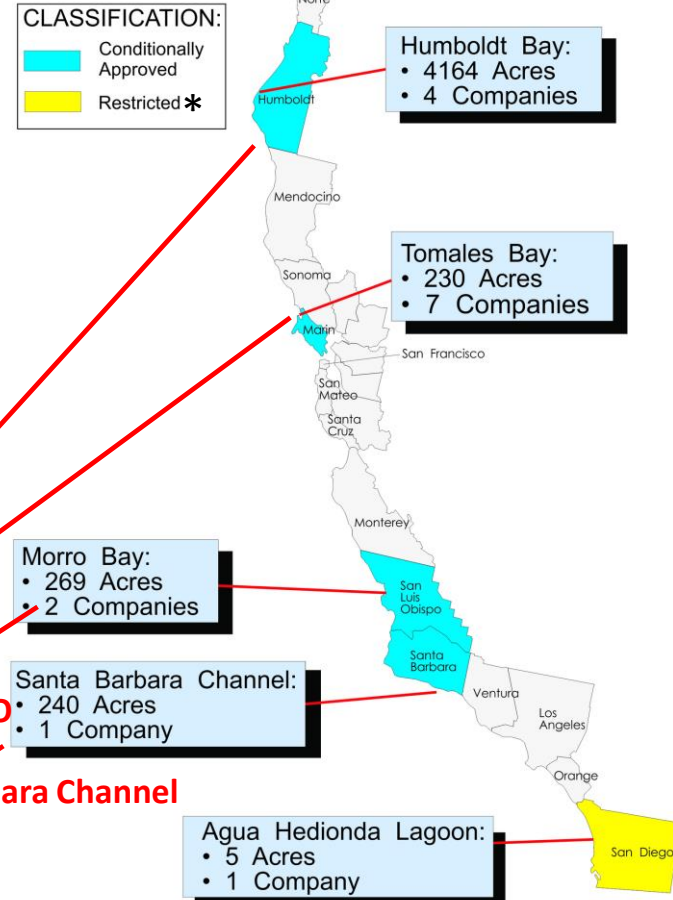 Norte
CLASSIFICATION:
Conditionally
Approved
Restricted *
Humboldt Bay:
• 4164 Acres
• 4 Companies
Humboldt
Mendocino
Tomales Bay:
• 230 Acres
• 7 Companies
Sonoma
Marin
San Francisco
San
Mateo
Santa
Cruz
Monterey
Morro Bay:
• 269 Acres
• 2 Companies
San
Luis
Obispo
Santa
Barbara
Santa Barbara Channel:
• 240 Acres
• 1 Company
Ventura
Los
Angeles
ara Channel
Orange
Agua Hedionda Lagoon:
• 5 Acres
• 1 Company
San Diego